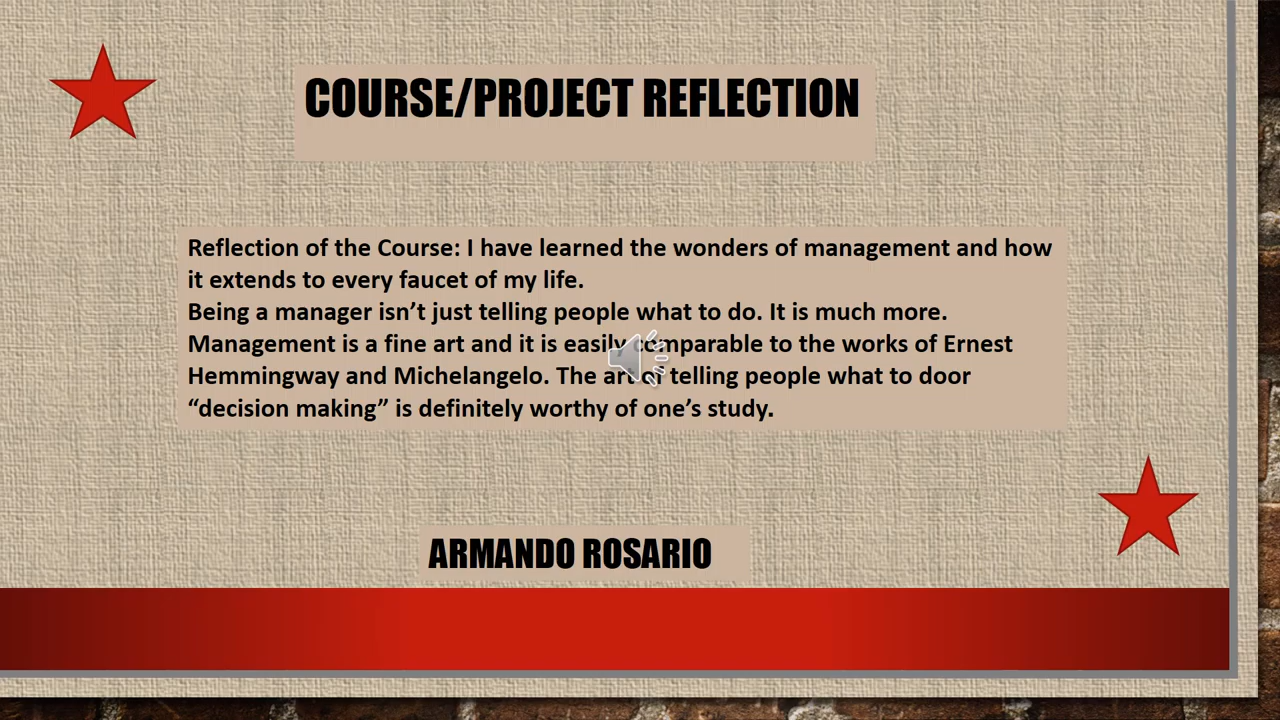 COURSE/PROJECT REFLECTION
Reflection of the Course: I have learned the wonders of management and how
it extends to every faucet of my life.
Being a manager isn’t just telling people what to do. It is much more.
Management is a fine art and it is easily comparable to the works of Ernest
Hemmingway and Michelangelo. The art of telling people what to door
“decision making” is definitely worthy of one’s study.
ARMANDO ROSARIO